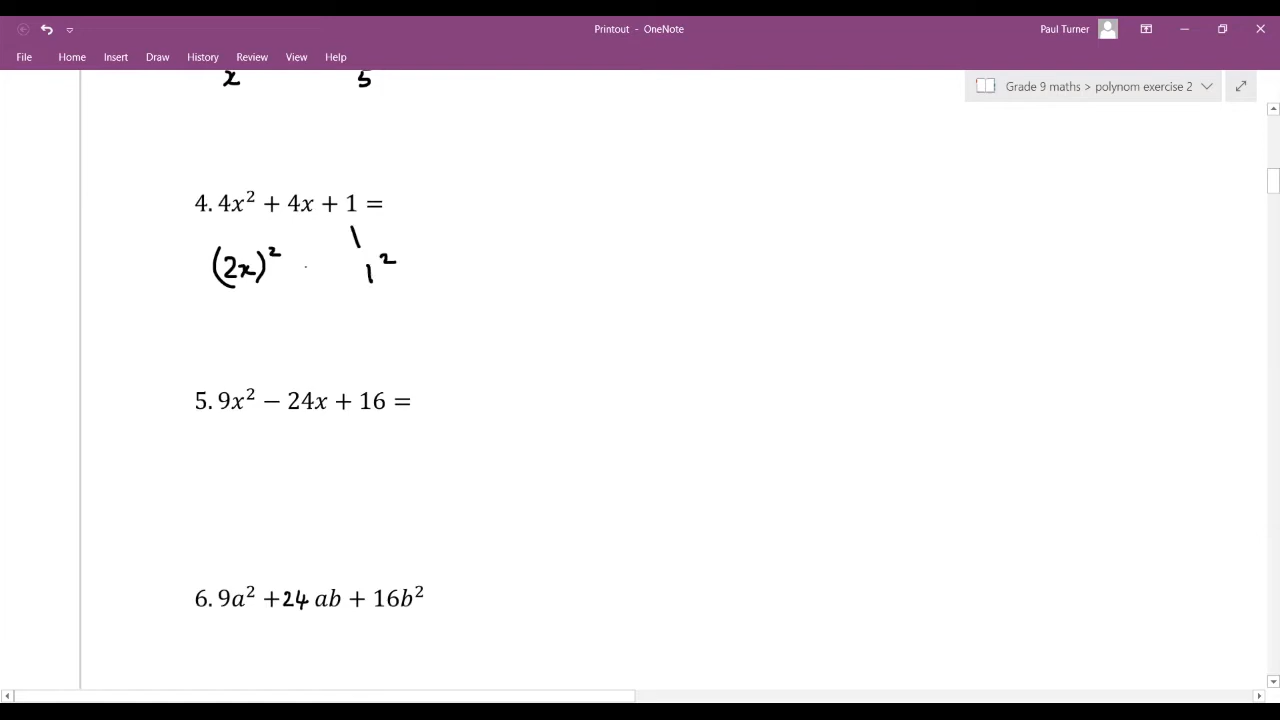 Printout - OneNote
Paul Turner
File Home Insert Draw History Review View Help
x 5
Grade 9 maths > polynom exercise 2
4. 4x² + 4x + 1 =
(2x)² 1²
5. 9x² − 24x + 16 =
6. 9a² + 24 ab + 16b²